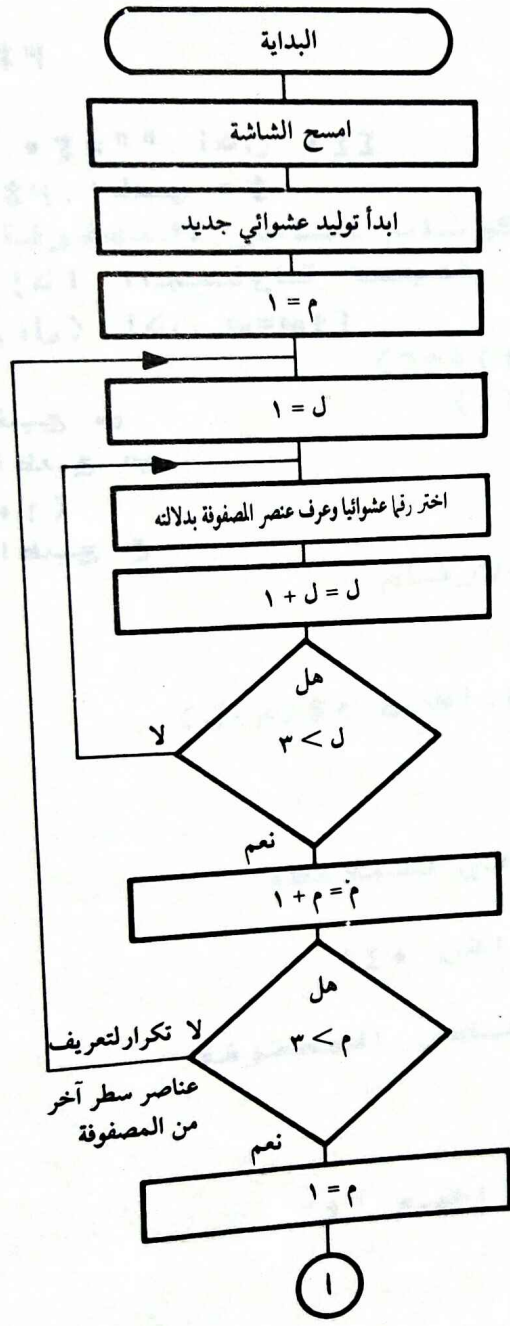 البداية
امسح الشاشة
ابدأ توليد عشوائي جديد
م = ١
ل = ١
اختر رقما عشوائيا وعرف عنصر المصفوفة بدلالته
ل = ل + ١
هل
ل > ٣
لا
نعم
م = م + ١
هل
م > ٣
لا تكرار لتعريف
عناصر سطر آخر
من المصفوفة
نعم
م = ١
١